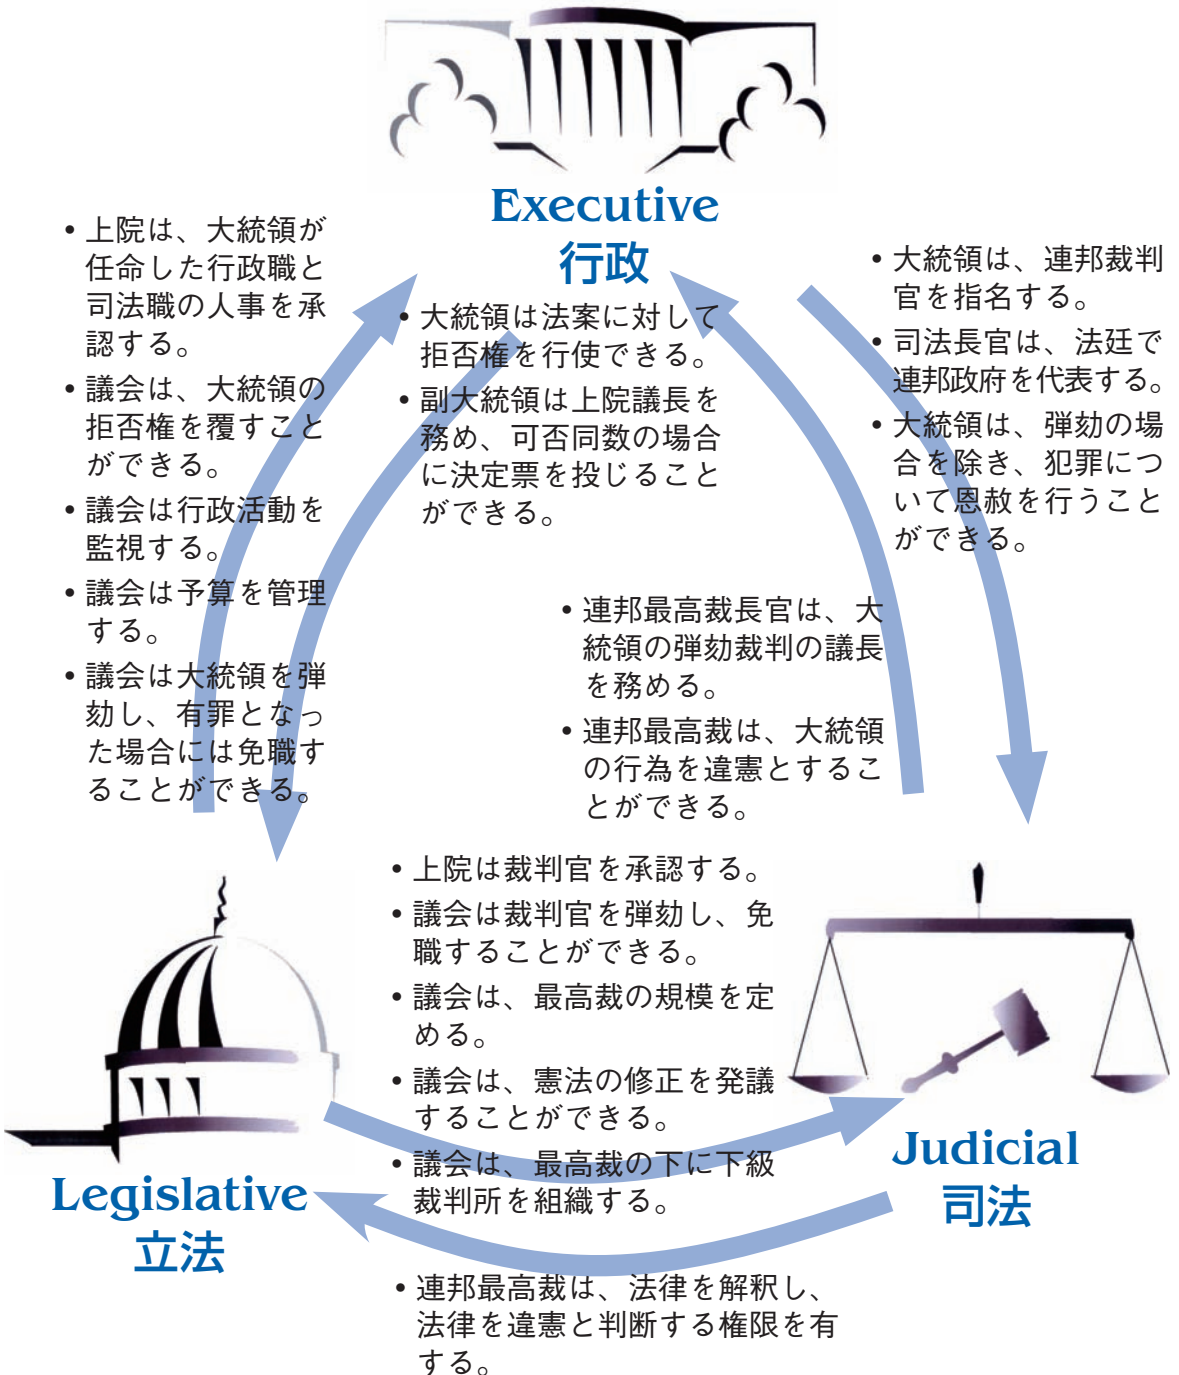 Executive
行政
• 上院は、大統領が
任命した行政職と
司法職の人事を承
認する。
• 議会は、大統領の
拒否権を覆すこと
ができる。
• 議会は行政活動を
監視する。
• 議会は予算を管理
する。
• 議会は大統領を弾
劾し、有罪となっ
た場合には免職す
ることができる。
• 大統領は法案に対して
拒否権を行使できる。
• 副大統領は上院議長を
務め、可否同数の場合
に決定票を投じること
ができる。
• 大統領は、連邦裁判
官を指名する。
• 司法長官は、法廷で
連邦政府を代表する。
• 大統領は、弾劾の場
合を除き、犯罪につ
いて恩赦を行うこと
ができる。
• 連邦最高裁長官は、大
統領の弾劾裁判の議長
を務める。
• 連邦最高裁は、大統領
の行為を違憲とするこ
とができる。
• 上院は裁判官を承認する。
• 議会は裁判官を弾劾し、免
職することができる。
• 議会は、最高裁の規模を定
める。
• 議会は、憲法の修正を発議
することができる。
• 議会は、最高裁の下に下級
裁判所を組織する。
Legislative
立法
Judicial
司法
• 連邦最高裁は、法律を解釈し、
法律を違憲と判断する権限を有
する。